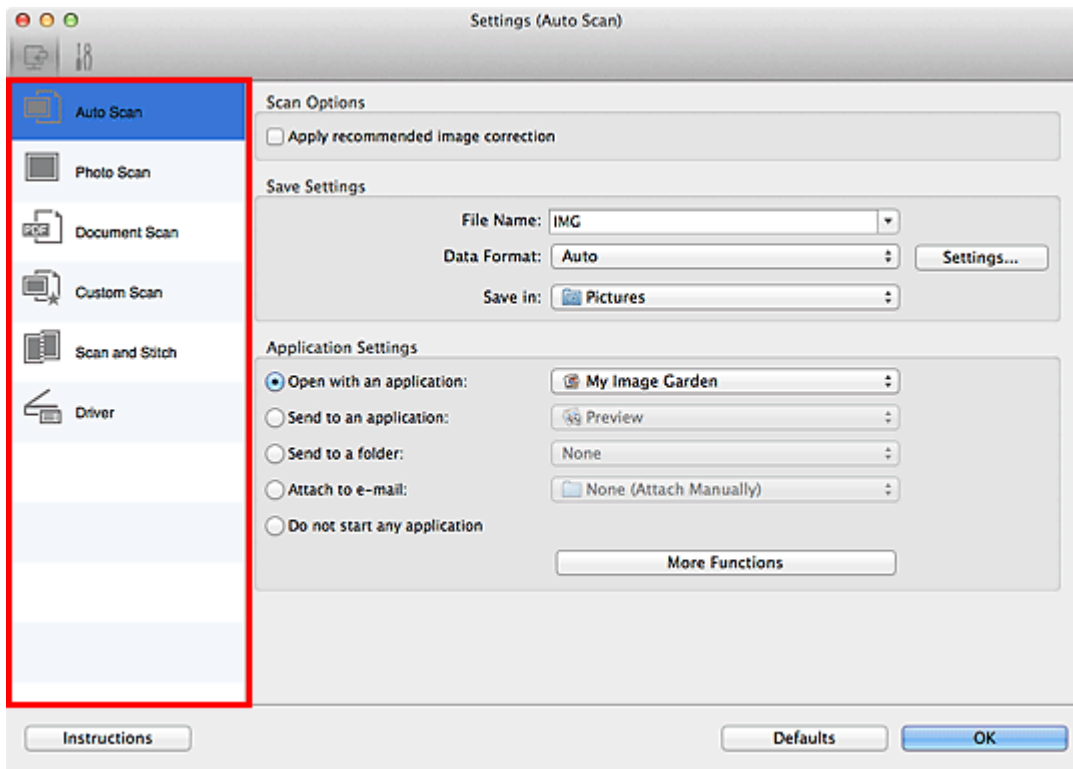 Settings (Auto Scan)
Auto Scan
Photo Scan
PDF
Document Scan
Custom Scan
Scan and Stitch
Driver
Scan Options
Apply recommended image correction
Save Settings
File Name: IMG
Data Format: Auto Settings...
Save in: Pictures
Application Settings
Open with an application: My Image Garden
Send to an application: Preview
Send to a folder: None
Attach to e-mail: None (Attach Manually)
Do not start any application
More Functions
Instructions Defaults OK